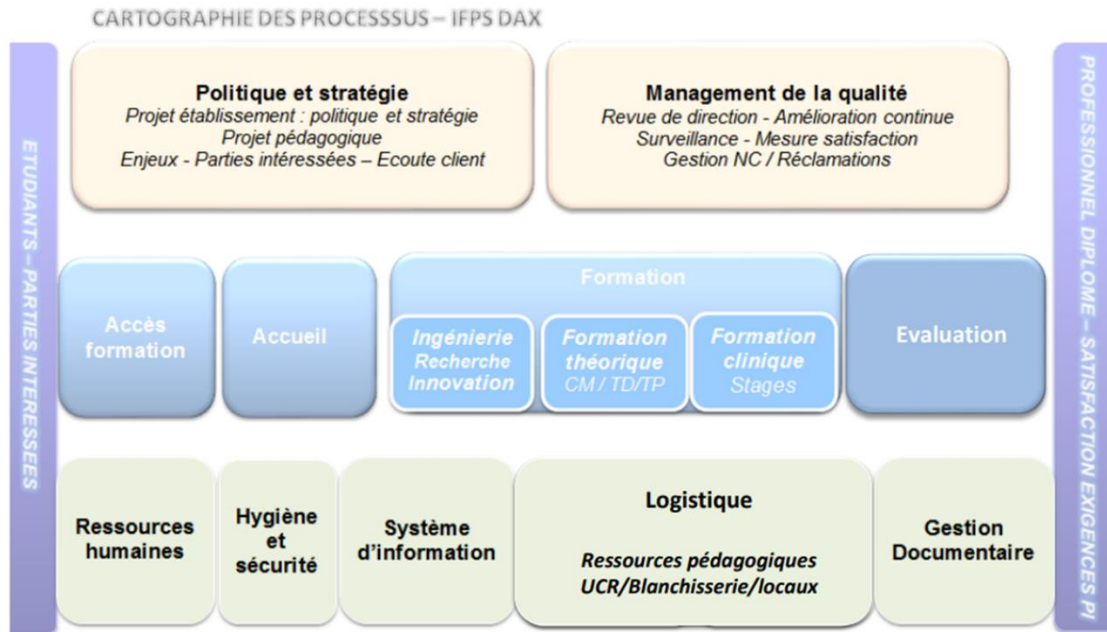 CARTOGRAPHIE DES PROCESSSUS – IFPS DAX
ETUDIANTS – PARTIES INTERESSEES
Politique et stratégie
Projet établissement : politique et stratégie
Projet pédagogique
Enjeux - Parties intéressées – Ecoute client
Management de la qualité
Revue de direction - Amélioration continue
Surveillance - Mesure satisfaction
Gestion NC / Réclamations
Accès
formation
Accueil
Formation
Ingénierie
Recherche
Innovation
Formation
théorique
CM / TD/TP
Formation
clinique
Stages
Evaluation
Ressources
humaines
Hygiène
et
sécurité
Système
d'information
Logistique
Ressources pédagogiques
UCR/Blanchisserie/locaux
Gestion
Documentaire
PROFESSIONNEL DIPLOME – SATISFACTION EXIGENCES PI